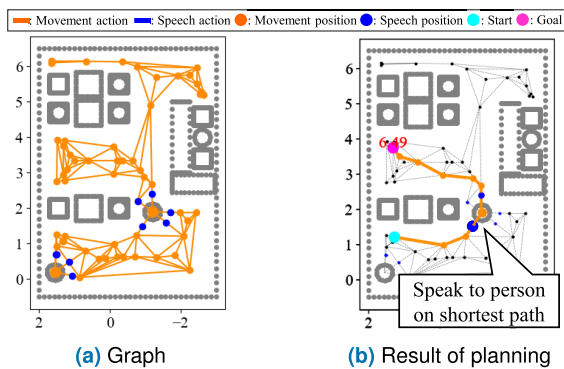 : Movement action : Speech action : Movement position : Speech position : Start : Goal
6
5
4
3
2
1
0
2 0 −2
(a) Graph
6
5
4
3
2
1
0
2
6.49
Speak to person
on shortest path
(b) Result of planning